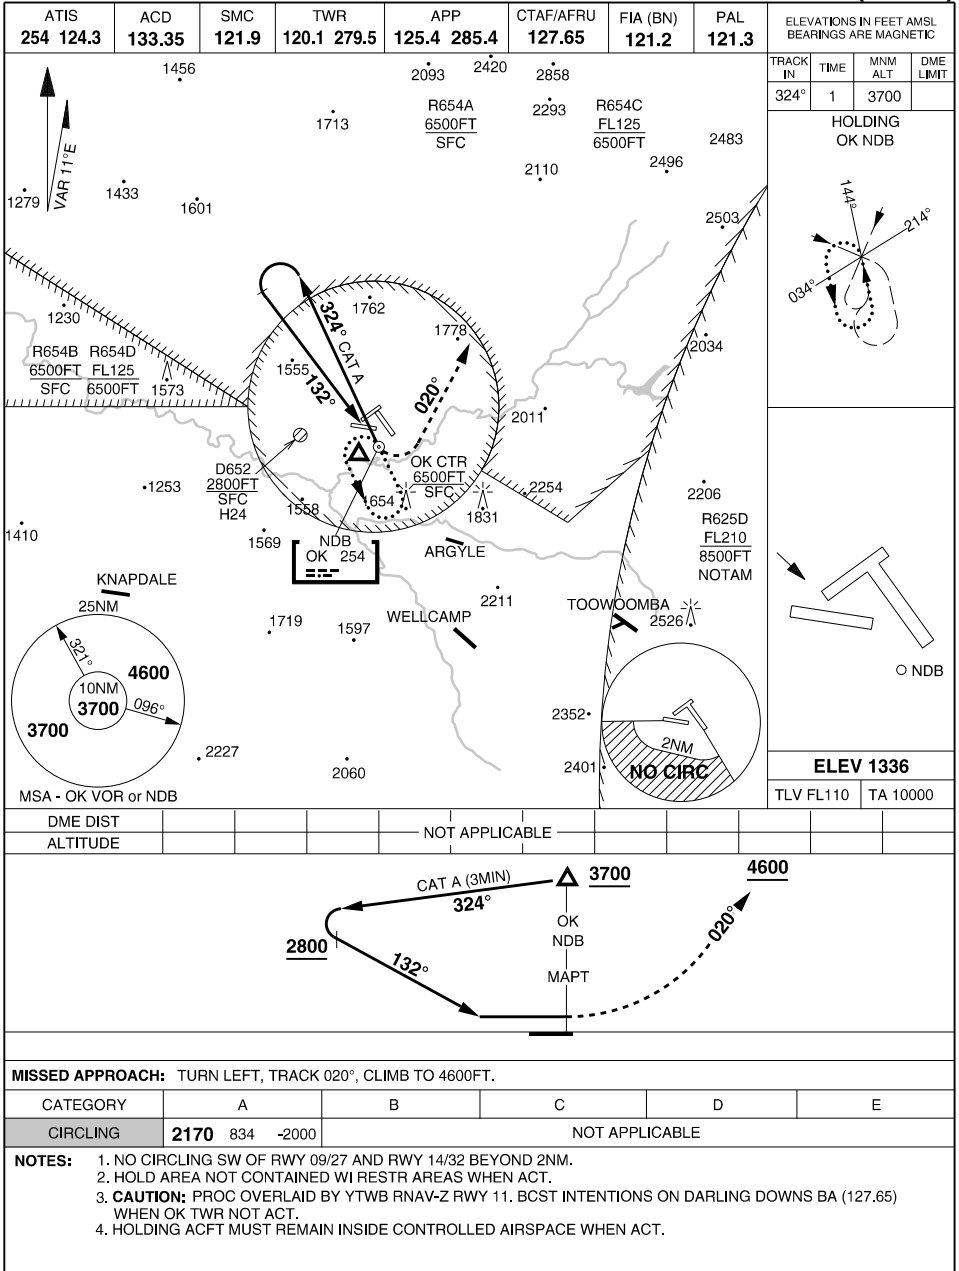 ATIS ACD SMC TWR APP CTAF/AFRU FIA (BN) PAL
254 124.3 133.35 121.9 120.1 279.5 125.4 285.4 127.65 121.2 121.3
ELEVATIONS IN FEET AMSL
BEARINGS ARE MAGNETIC
TRACK IN TIME MNM ALT DME LIMIT
324° 1 3700
HOLDING
OK NDB
144°
214°
034°
VAR 11°E
1456
2093
2420
2858
R654A
6500FT
SFC
2293
R654C
FL125
6500FT
1713
2483
2110
2496
1279
1433
1601
2503
1230
1762
324° CAT A
1778
2034
R654B R654D
6500FT FL125
SFC 6500FT
1573
1555
132°
020°
2011
D652
2800FT
SFC
H24
OK CTR
6500FT
SFC
1253
1558
1654
1831
2254
2206
1410
1569
NDB
OK 254
ARGYLE
R625D
FL210
8500FT
NOTAM
KNAPDALE
25NM
321°
4600
10NM
3700
096°
3700
MSA - OK VOR or NDB
1719
1597
WELLCAMP
2211
TOOWOOMBA
2526
2227
2060
2352
2401
2NM
NO CIRC
NDB
ELEV 1336
TLV FL110 TA 10000
DME DIST
ALTITUDE
NOT APPLICABLE
CAT A (3MIN)
324°
3700
4600
OK
NDB
MAPT
2800
132°
020°
MISSED APPROACH: TURN LEFT, TRACK 020°, CLIMB TO 4600FT.
CATEGORY A B C D E
CIRCLING 2170 834 -2000 NOT APPLICABLE
NOTES: 1. NO CIRCLING SW OF RWY 09/27 AND RWY 14/32 BEYOND 2NM.
2. HOLD AREA NOT CONTAINED WI RESTR AREAS WHEN ACT.
3. CAUTION: PROC OVERLAID BY YTWB RNAV-Z RWY 11. BCST INTENTIONS ON DARLING DOWNS BA (127.65)
WHEN OK TWR NOT ACT.
4. HOLDING ACFT MUST REMAIN INSIDE CONTROLLED AIRSPACE WHEN ACT.